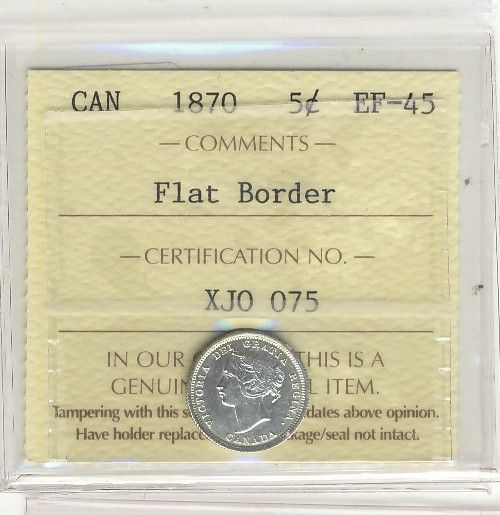 CAN 1870 5¢ EF-45
— COMMENTS —
Flat Border
— CERTIFICATION NO. —
XJO 075
IN OUR THIS IS A
GENUIN L ITEM.
Tampering with this s dates above opinion.
Have holder replac kage/seal not intact.
VICTORIA DEI GRATIA REGINA.
CANADA